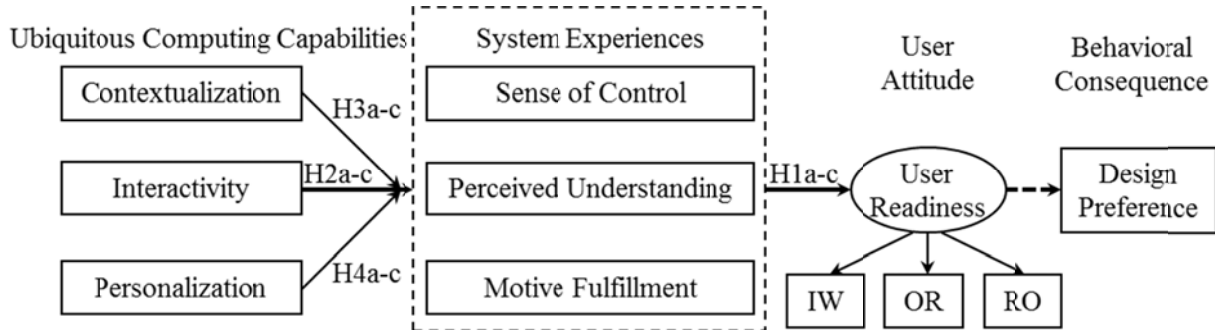 Ubiquitous Computing Capabilities
System Experiences
User
Attitude
Behavioral
Consequence
Contextualization
Interactivity
Personalization
H3a-c
H2a-c
H4a-c
Sense of Control
Perceived Understanding
Motive Fulfillment
H1a-c
User
Readiness
IW
OR
RO
Design
Preference